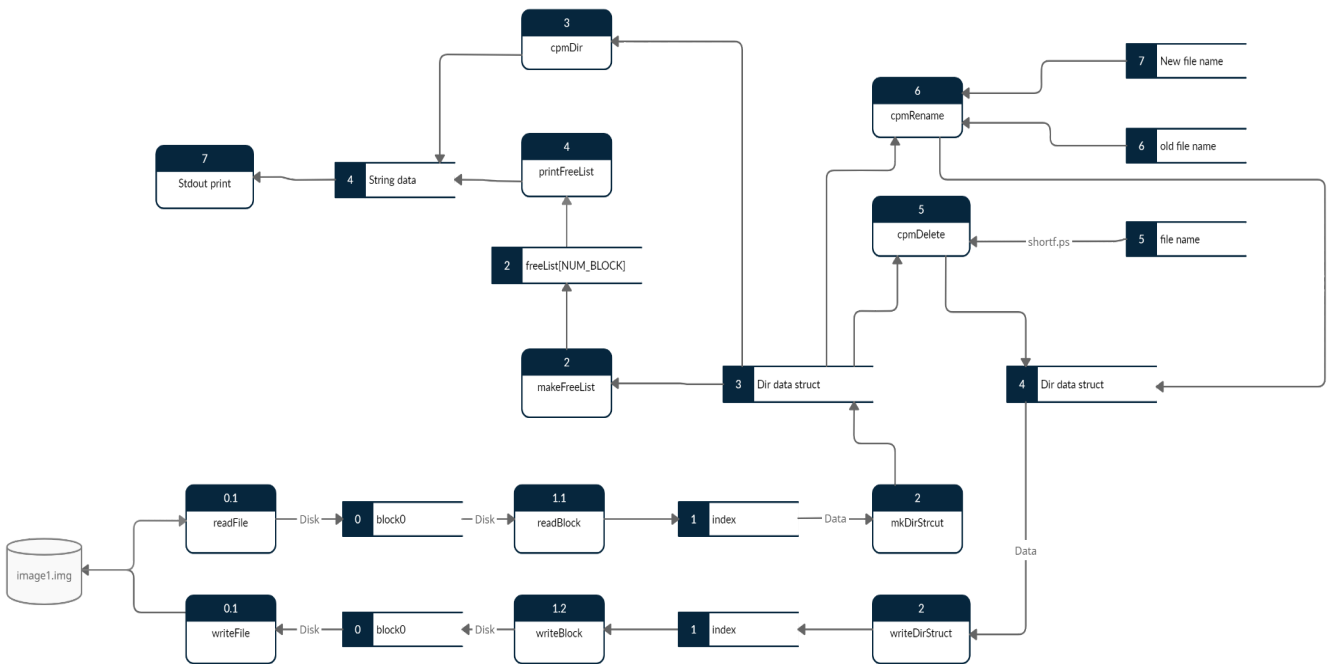 3
cpmDir
7
New file name
6
cpmRename
6
old file name
4
printFreeList
7
Stdout print
4
String data
5
cpmDelete
shortf.ps
5
file name
2
freeList[NUM_BLOCK]
2
makeFreeList
3
Dir data struct
4
Dir data struct
0.1
readFile
Disk
0
block0
Disk
1.1
readBlock
1
index
Data
2
mkDirStrcut
Data
image1.img
0.1
writeFile
Disk
0
block0
Disk
1.2
writeBlock
1
index
2
writeDirStruct